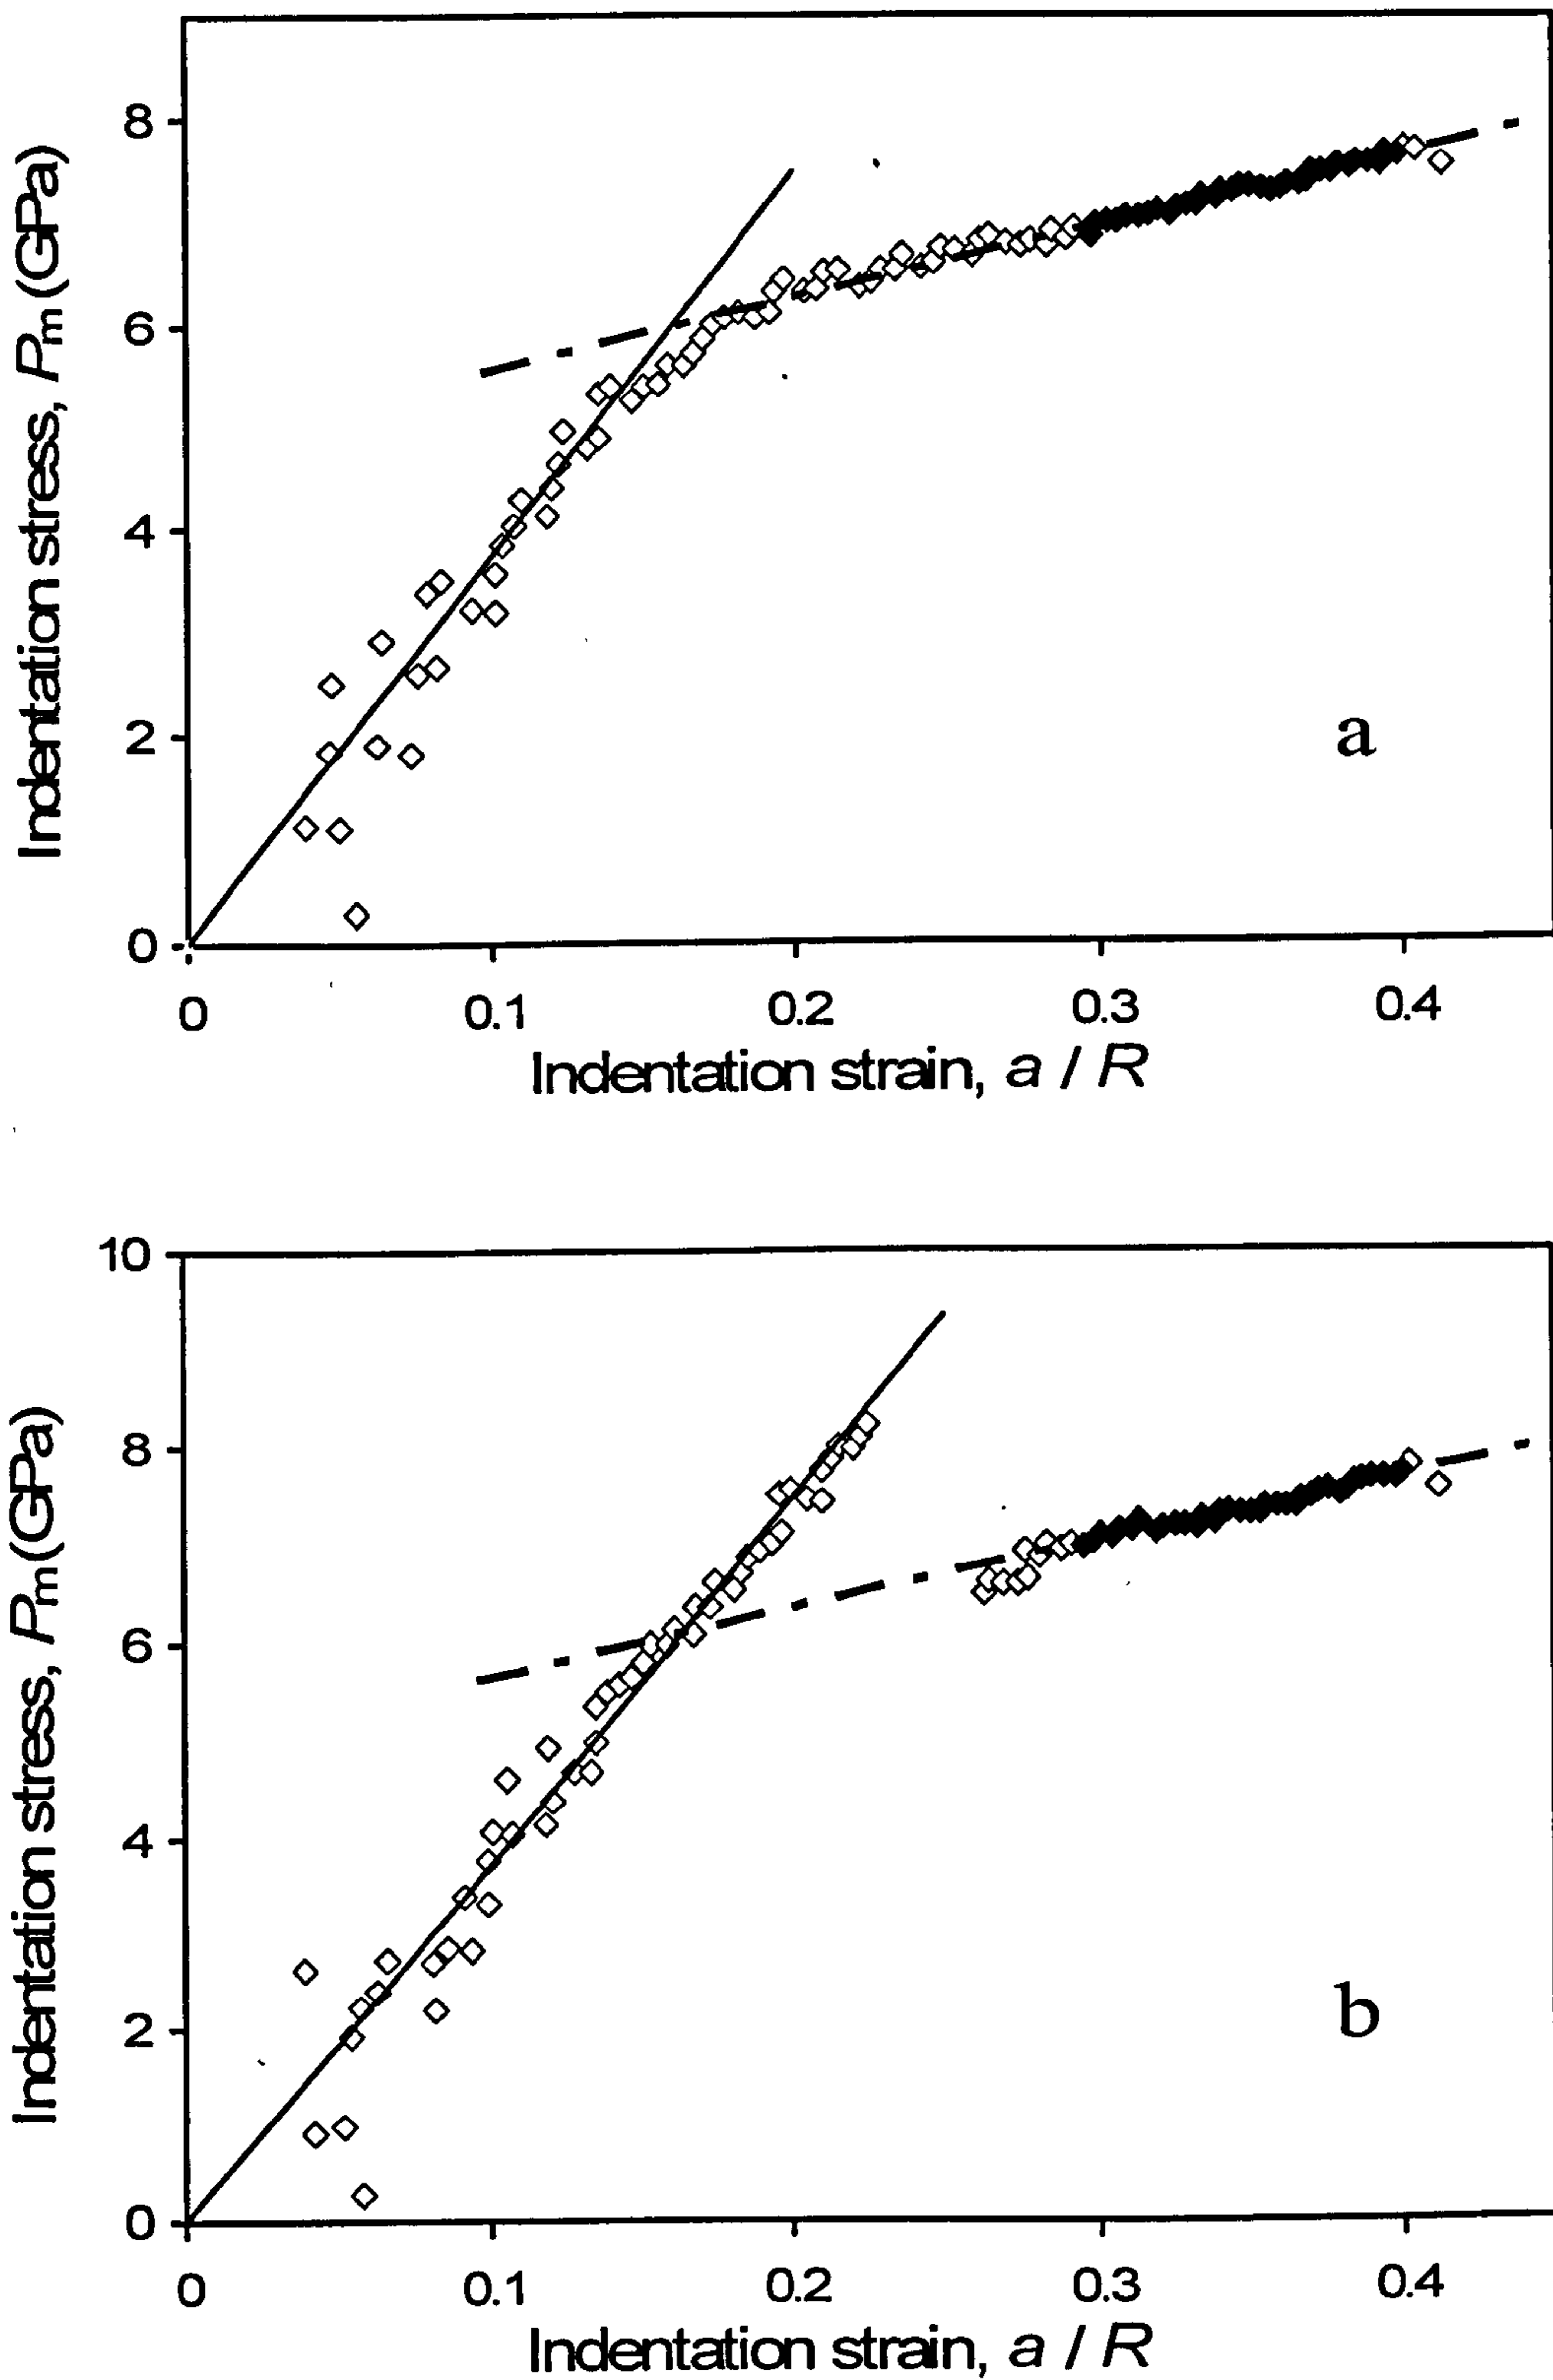 Indentation stress, Pm (GPa)
8
6
4
2
0
a
0 0.1 0.2 0.3 0.4
Indentation strain, a / R
Indentation stress, Pm (GPa)
10
8
6
4
2
0
b
0 0.1 0.2 0.3 0.4
Indentation strain, a / R